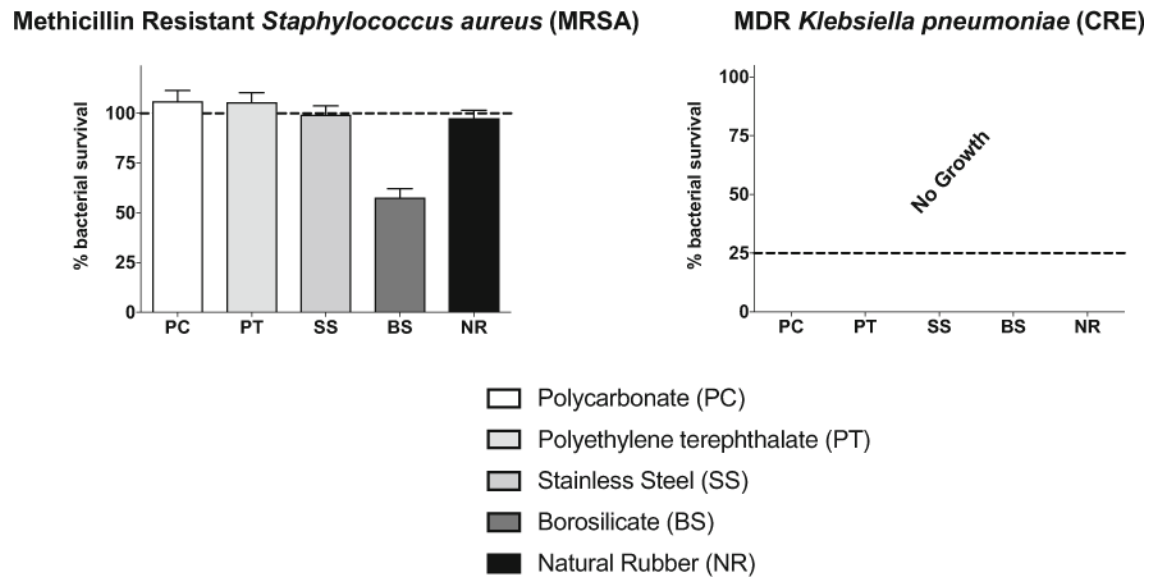 Methicillin Resistant Staphylococcus aureus (MRSA)
% bacterial survival
100
75
50
25
0
PC PT SS BS NR
MDR Klebsiella pneumoniae (CRE)
% bacterial survival
100
75
50
25
0
No Growth
PC PT SS BS NR
Polycarbonate (PC)
Polyethylene terephthalate (PT)
Stainless Steel (SS)
Borosilicate (BS)
Natural Rubber (NR)